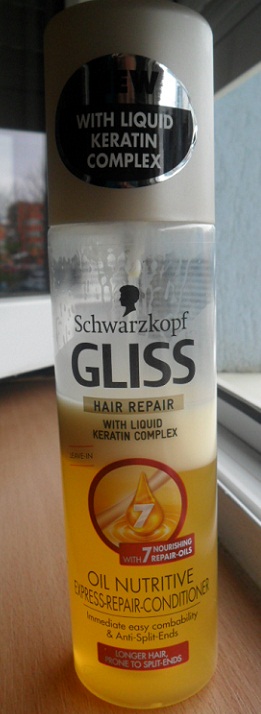 NEW
WITH LIQUID
KERATIN
COMPLEX
Schwarzkopf
GLISS
HAIR REPAIR
WITH LIQUID
KERATIN COMPLEX
LEAVE-IN
7
WITH 7 NOURISHING
REPAIR-OILS
OIL NUTRITIVE
EXPRESS-REPAIR-CONDITIONER
Immediate easy combability
& Anti-Split-Ends
LONGER HAIR,
PRONE TO SPLIT-ENDS